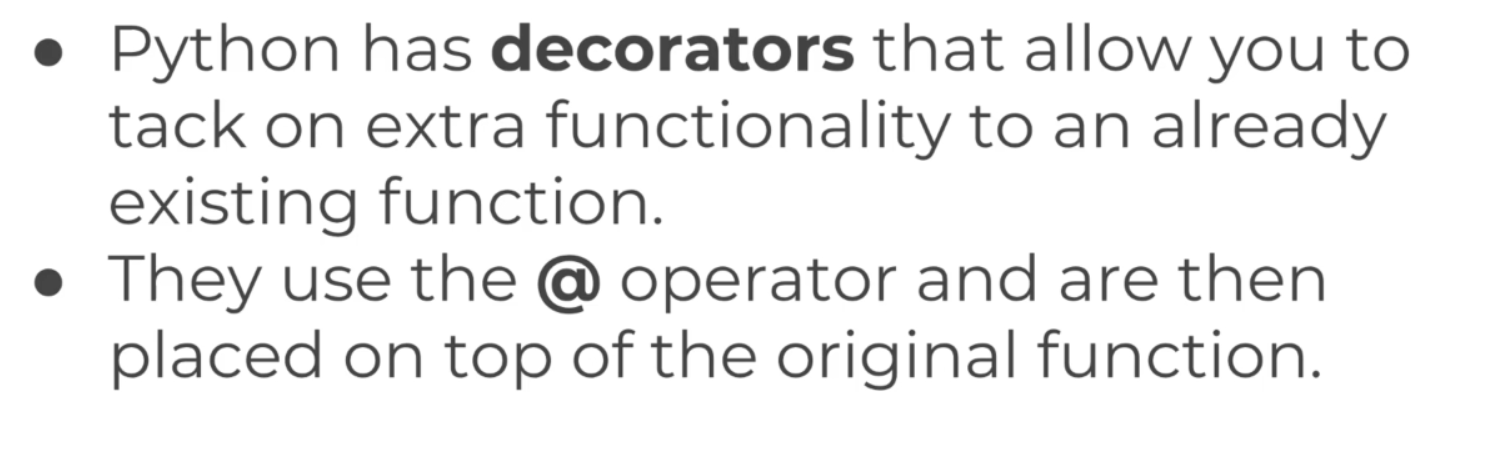 ● Python has decorators that allow you to
tack on extra functionality to an already
existing function.
● They use the @ operator and are then
placed on top of the original function.